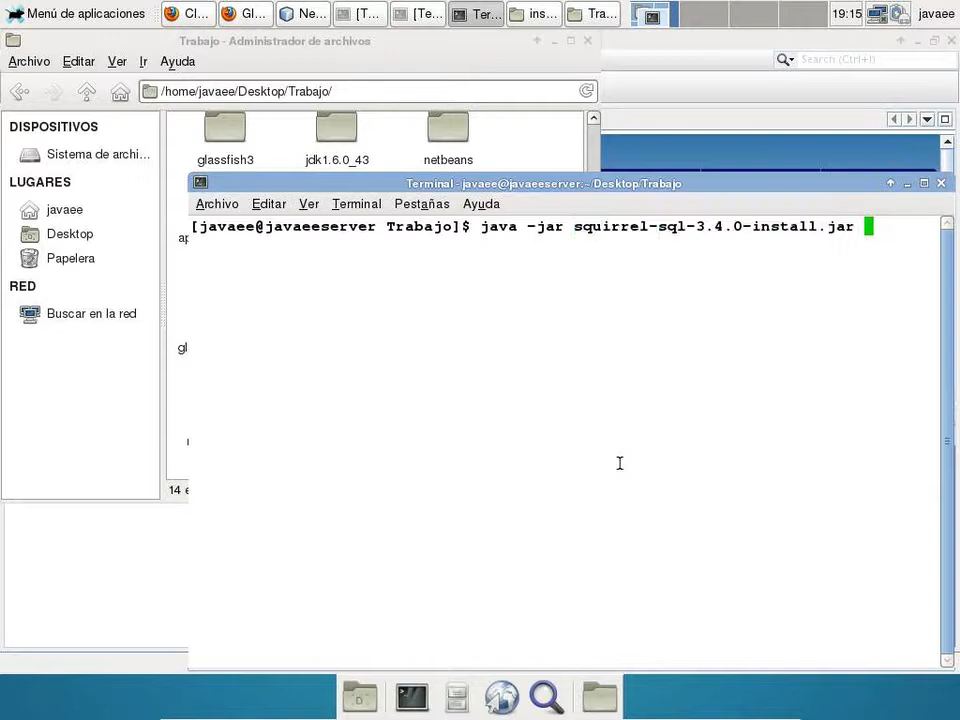 Menú de aplicaciones
Cl...
Gl...
Ne...
[T...
[Te...
Ter...
ins...
Tra...
19:15
javaee
Trabajo - Administrador de archivos
Archivo Editar Ver Ir Ayuda
Search (Ctrl+I)
/home/javaee/Desktop/Trabajo/
DISPOSITIVOS
Sistema de archi...
LUGARES
javaee
Desktop
Papelera
RED
Buscar en la red
glassfish3
jdk1.6.0_43
netbeans
14 e
Terminal - javaee@javaeeserver:~/Desktop/Trabajo
Archivo Editar Ver Terminal Pestañas Ayuda
[javaee@javaeeserver Trabajo]$ java -jar squirrel-sql-3.4.0-install.jar